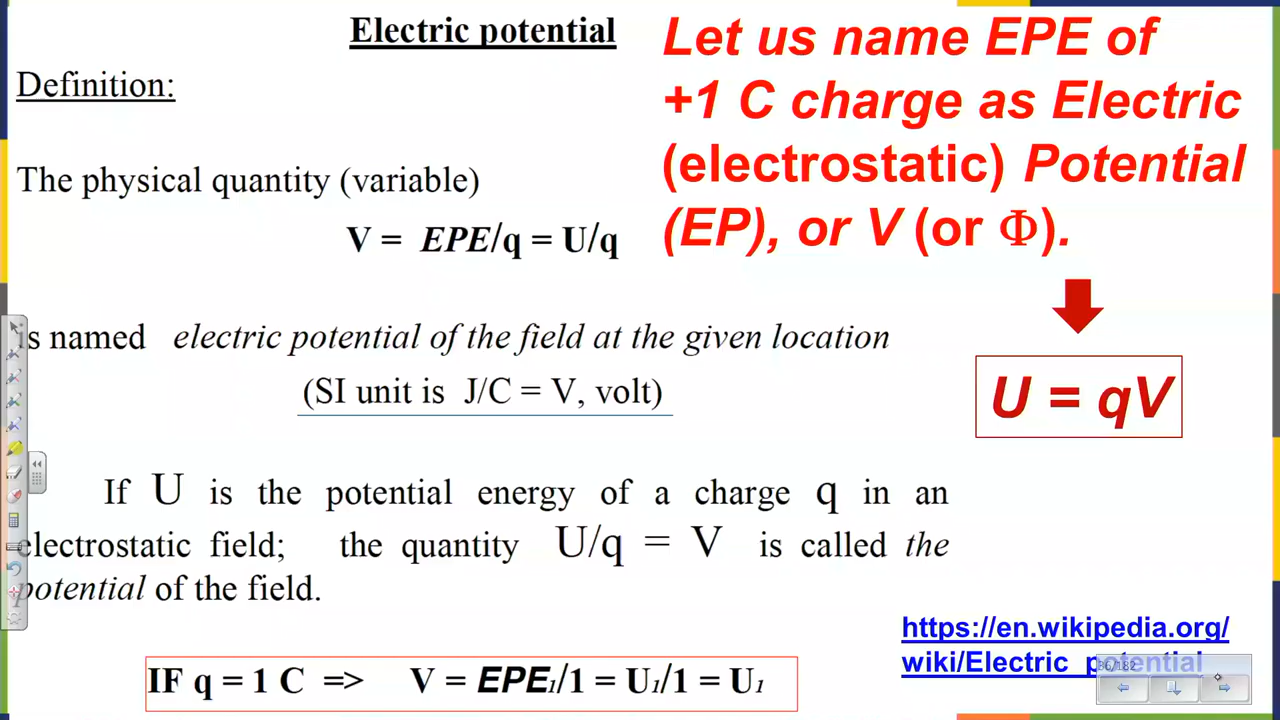 Electric potential
Definition:
The physical quantity (variable)
V = EPE/q = U/q
is named electric potential of the field at the given location
(SI unit is J/C = V, volt)
If U is the potential energy of a charge q in an
electrostatic field; the quantity U/q = V is called the
potential of the field.
IF q = 1 C => V = EPE₁/1 = U₁/1 = U₁
Let us name EPE of
+1 C charge as Electric
(electrostatic) Potential
(EP), or V (or Φ).
U = qV
https://en.wikipedia.org/
wiki/Electric_potential
36/182